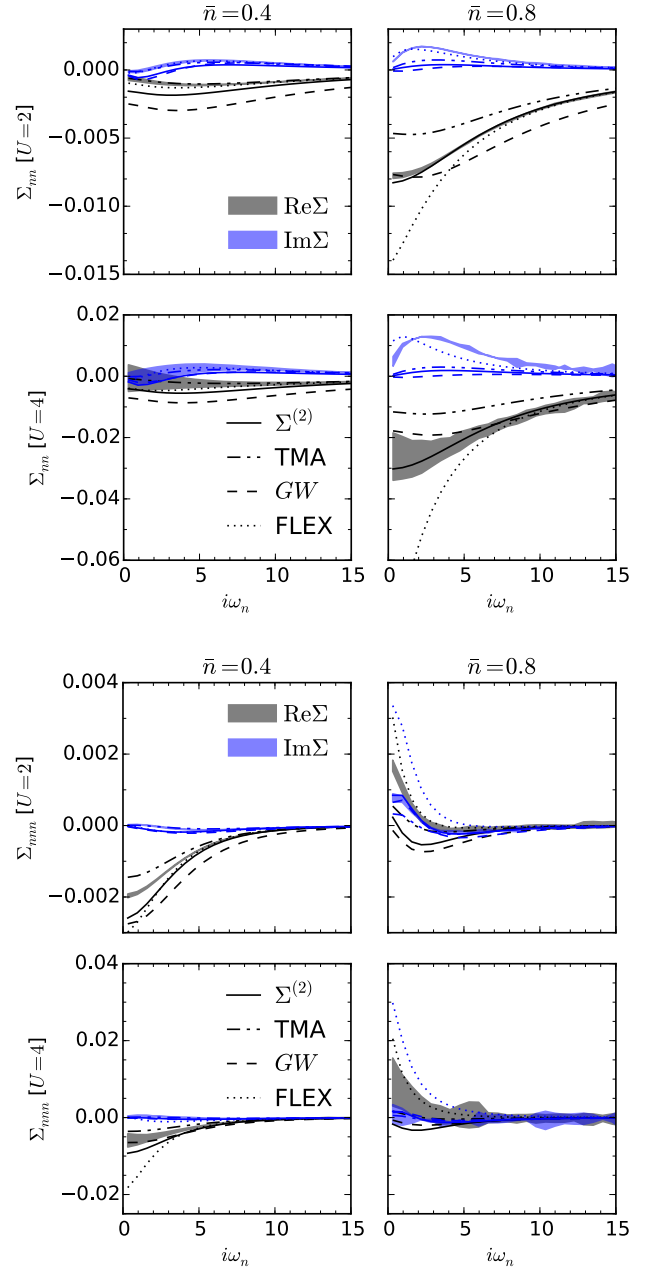 n̄=0.4 n̄=0.8
0.000
−0.005
−0.010
−0.015
Σnn [U=2]
ReΣ
ImΣ
0.02
0.00
−0.02
−0.04
−0.06
Σnn [U=4]
Σ(2)
TMA
GW
FLEX
0 5 10 15 0 5 10 15
iωn iωn
n̄=0.4 n̄=0.8
0.004
0.002
0.000
−0.002
Σnnn [U=2]
ReΣ
ImΣ
0.04
0.02
0.00
−0.02
Σnnn [U=4]
Σ(2)
TMA
GW
FLEX
0 5 10 15 0 5 10 15
iωn iωn